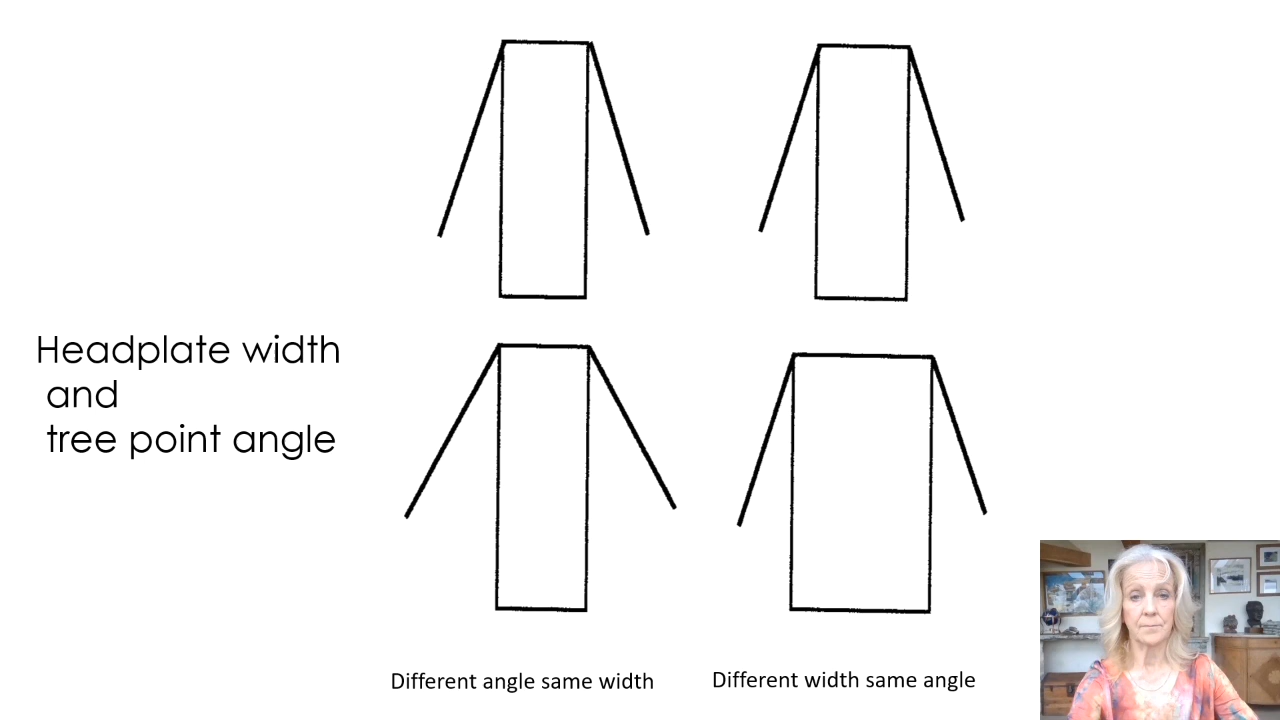 Headplate width
and
tree point angle
Different angle same width
Different width same angle